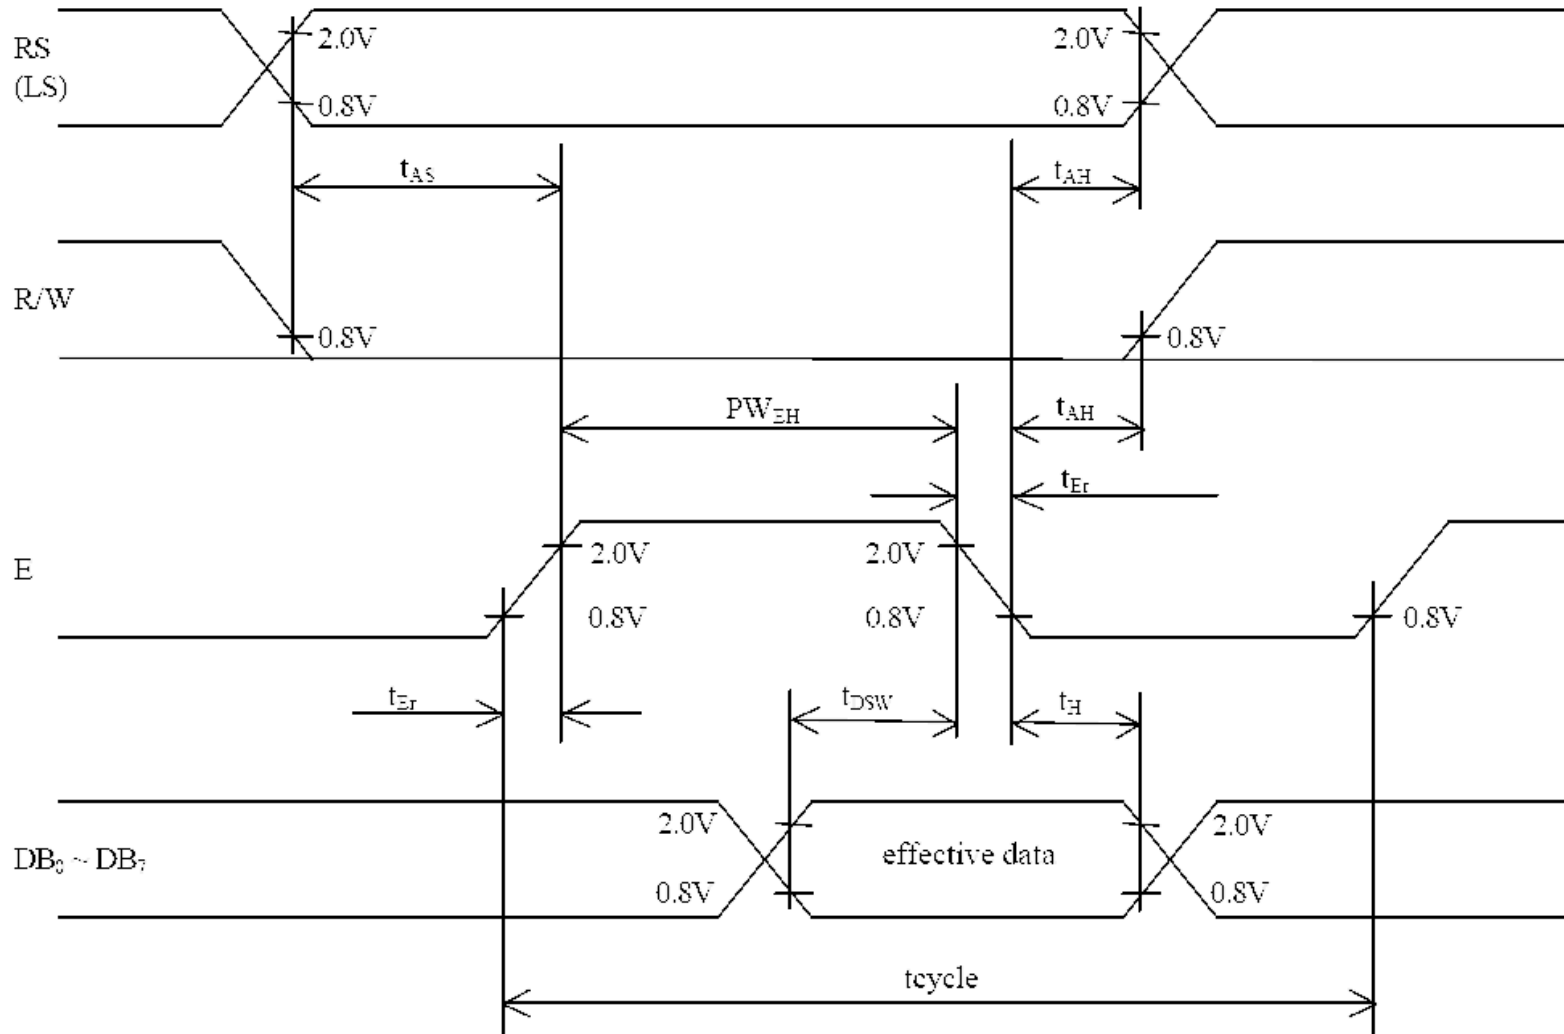 RS
(LS)
2.0V
0.8V
2.0V
0.8V
tAS
tAH
R/W
0.8V
0.8V
PWEH
tAH
tEr
E
2.0V
0.8V
2.0V
0.8V
0.8V
tEr
tDSW
tH
DB0 ~ DB7
2.0V
0.8V
effective data
2.0V
0.8V
tcycle